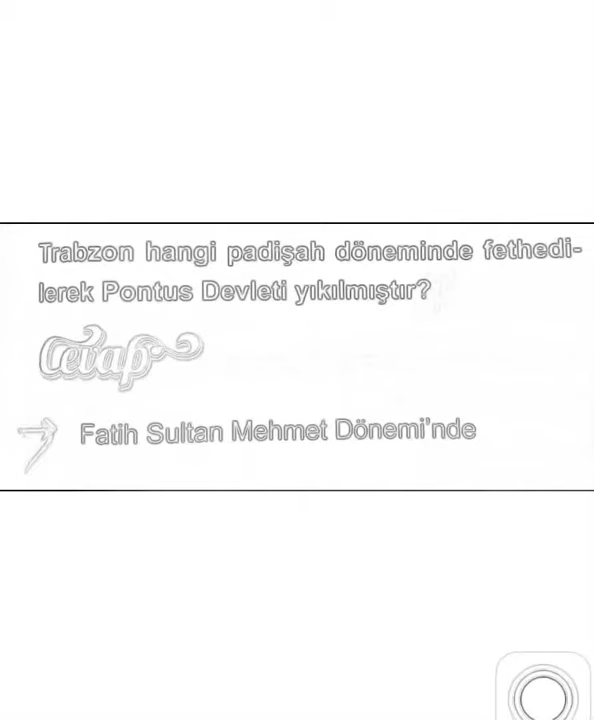 Trabzon hangi padişah döneminde fethedi-
lerek Pontus Devleti yıkılmıştır?
Cevap
Fatih Sultan Mehmet Dönemi'nde